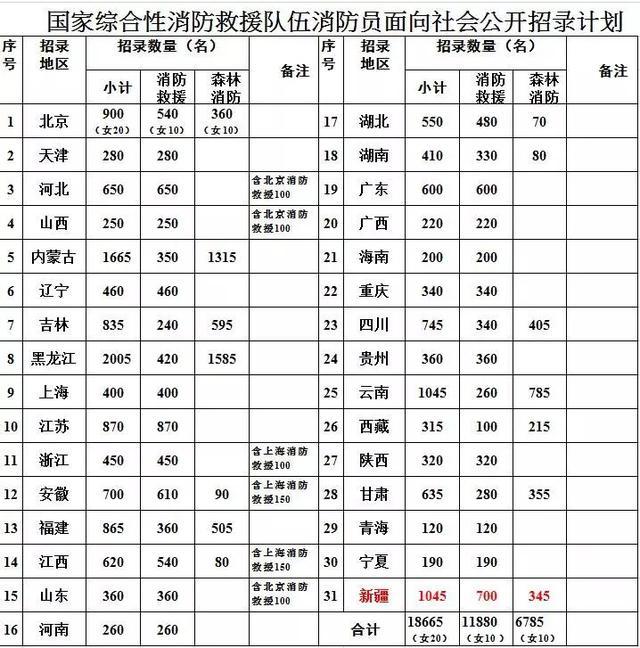 国家综合性消防救援队伍消防员面向社会公开招录计划
序号 招录地区 招录数量（名） 备注 序号 招录地区 招录数量（名） 备注
小计 消防救援 森林消防 小计 消防救援 森林消防
1 北京 900（女20） 540（女10） 360（女10） 17 湖北 550 480 70
2 天津 280 280 18 湖南 410 330 80
3 河北 650 650 含北京消防救援100 19 广东 600 600
4 山西 250 250 含北京消防救援100 20 广西 220 220
5 内蒙古 1665 350 1315 21 海南 200 200
6 辽宁 460 460 22 重庆 340 340
7 吉林 835 240 595 23 四川 745 340 405
8 黑龙江 2005 420 1585 24 贵州 360 360
9 上海 400 400 25 云南 1045 260 785
10 江苏 870 870 26 西藏 315 100 215
11 浙江 450 450 含上海消防救援100 27 陕西 320 320
12 安徽 700 610 90 含上海消防救援150 28 甘肃 635 280 355
13 福建 865 360 505 29 青海 120 120
14 江西 620 540 80 含上海消防救援150 30 宁夏 190 190
15 山东 360 360 含北京消防救援100 31 新疆 1045 700 345
16 河南 260 260 合计 18665（女20） 11880（女10） 6785（女10）